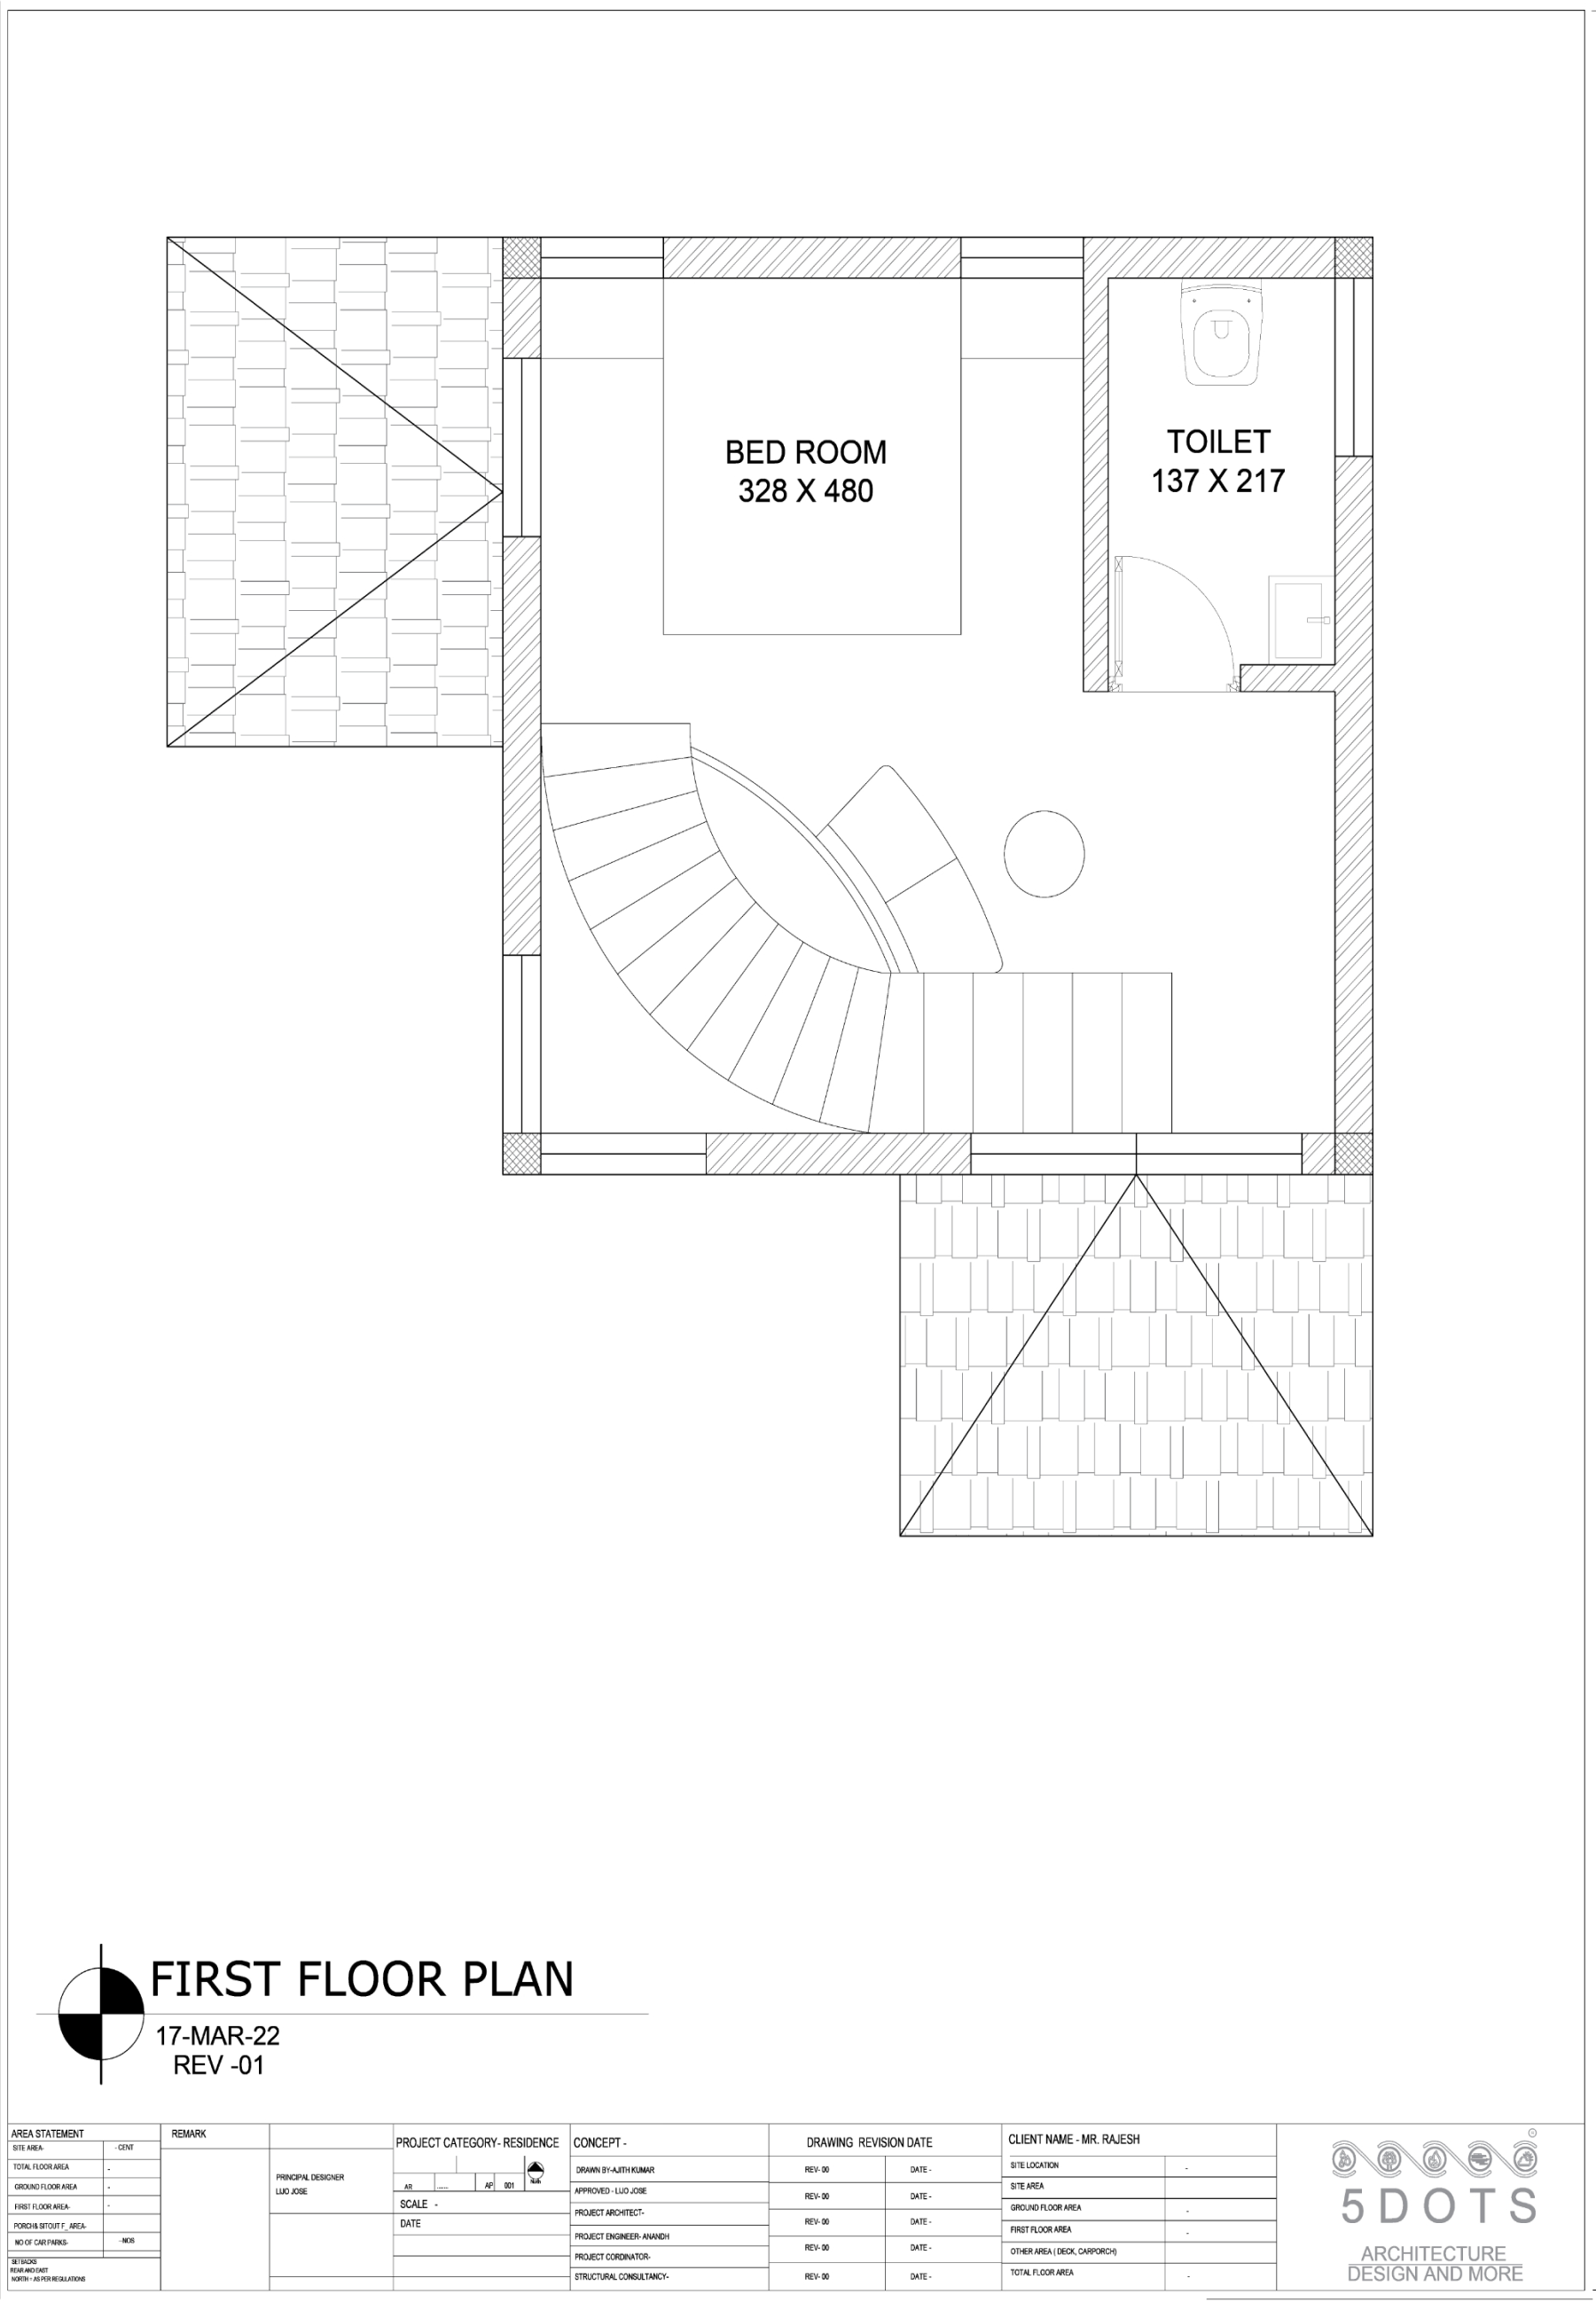 BED ROOM
328 X 480
TOILET
137 X 217
FIRST FLOOR PLAN
17-MAR-22
REV -01
AREA STATEMENT
SITE AREA-
- CENT
TOTAL FLOOR AREA
-
GROUND FLOOR AREA
-
FIRST FLOOR AREA-
-
PORCH& SITOUT F_ AREA-
NO OF CAR PARKS-
-NOS
SETBACKS
REAR AND EAST
NORTH - AS PER REGULATIONS
REMARK
PRINCIPAL DESIGNER
LIJO JOSE
PROJECT CATEGORY- RESIDENCE
AR
......
AP
001
SCALE -
DATE
CONCEPT -
DRAWN BY-AJITH KUMAR
APPROVED - LIJO JOSE
PROJECT ARCHITECT-
PROJECT ENGINEER- ANANDH
PROJECT CORDINATOR-
STRUCTURAL CONSULTANCY-
DRAWING REVISION DATE
REV- 00 DATE -
REV- 00 DATE -
REV- 00 DATE -
REV- 00 DATE -
REV- 00 DATE -
CLIENT NAME - MR. RAJESH
SITE LOCATION
-
SITE AREA
GROUND FLOOR AREA
-
FIRST FLOOR AREA
-
OTHER AREA ( DECK, CARPORCH)
TOTAL FLOOR AREA
-
5 D O T S
ARCHITECTURE
DESIGN AND MORE